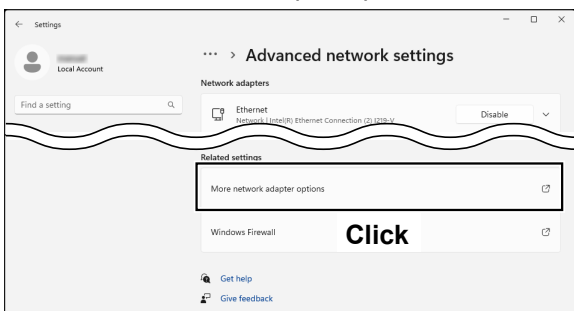 Settings
Local Account
Find a setting
... > Advanced network settings
Network adapters
Ethernet
Network | Intel(R) Ethernet Connection (2) I219-V
Disable
Related settings
More network adapter options
Windows Firewall
Click
Get help
Give feedback